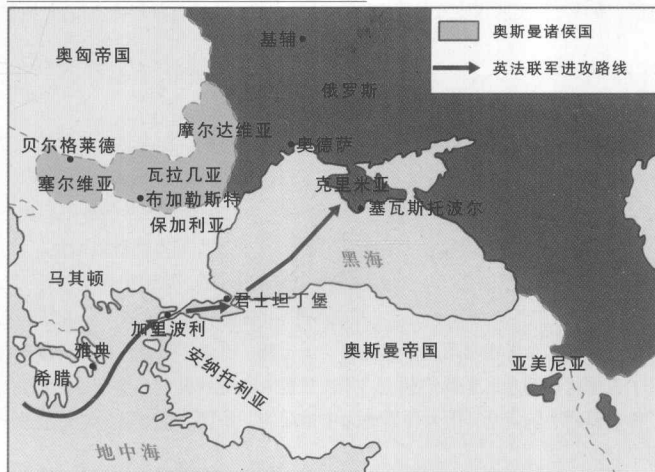 奥斯曼诸侯国
英法联军进攻路线
基辅
奥匈帝国
俄罗斯
摩尔达维亚
奥德萨
贝尔格莱德
塞尔维亚
瓦拉几亚
布加勒斯特
保加利亚
克里米亚
塞瓦斯托波尔
黑海
马其顿
君士坦丁堡
加里波利
雅典
希腊
安纳托利亚
奥斯曼帝国
亚美尼亚
地中海